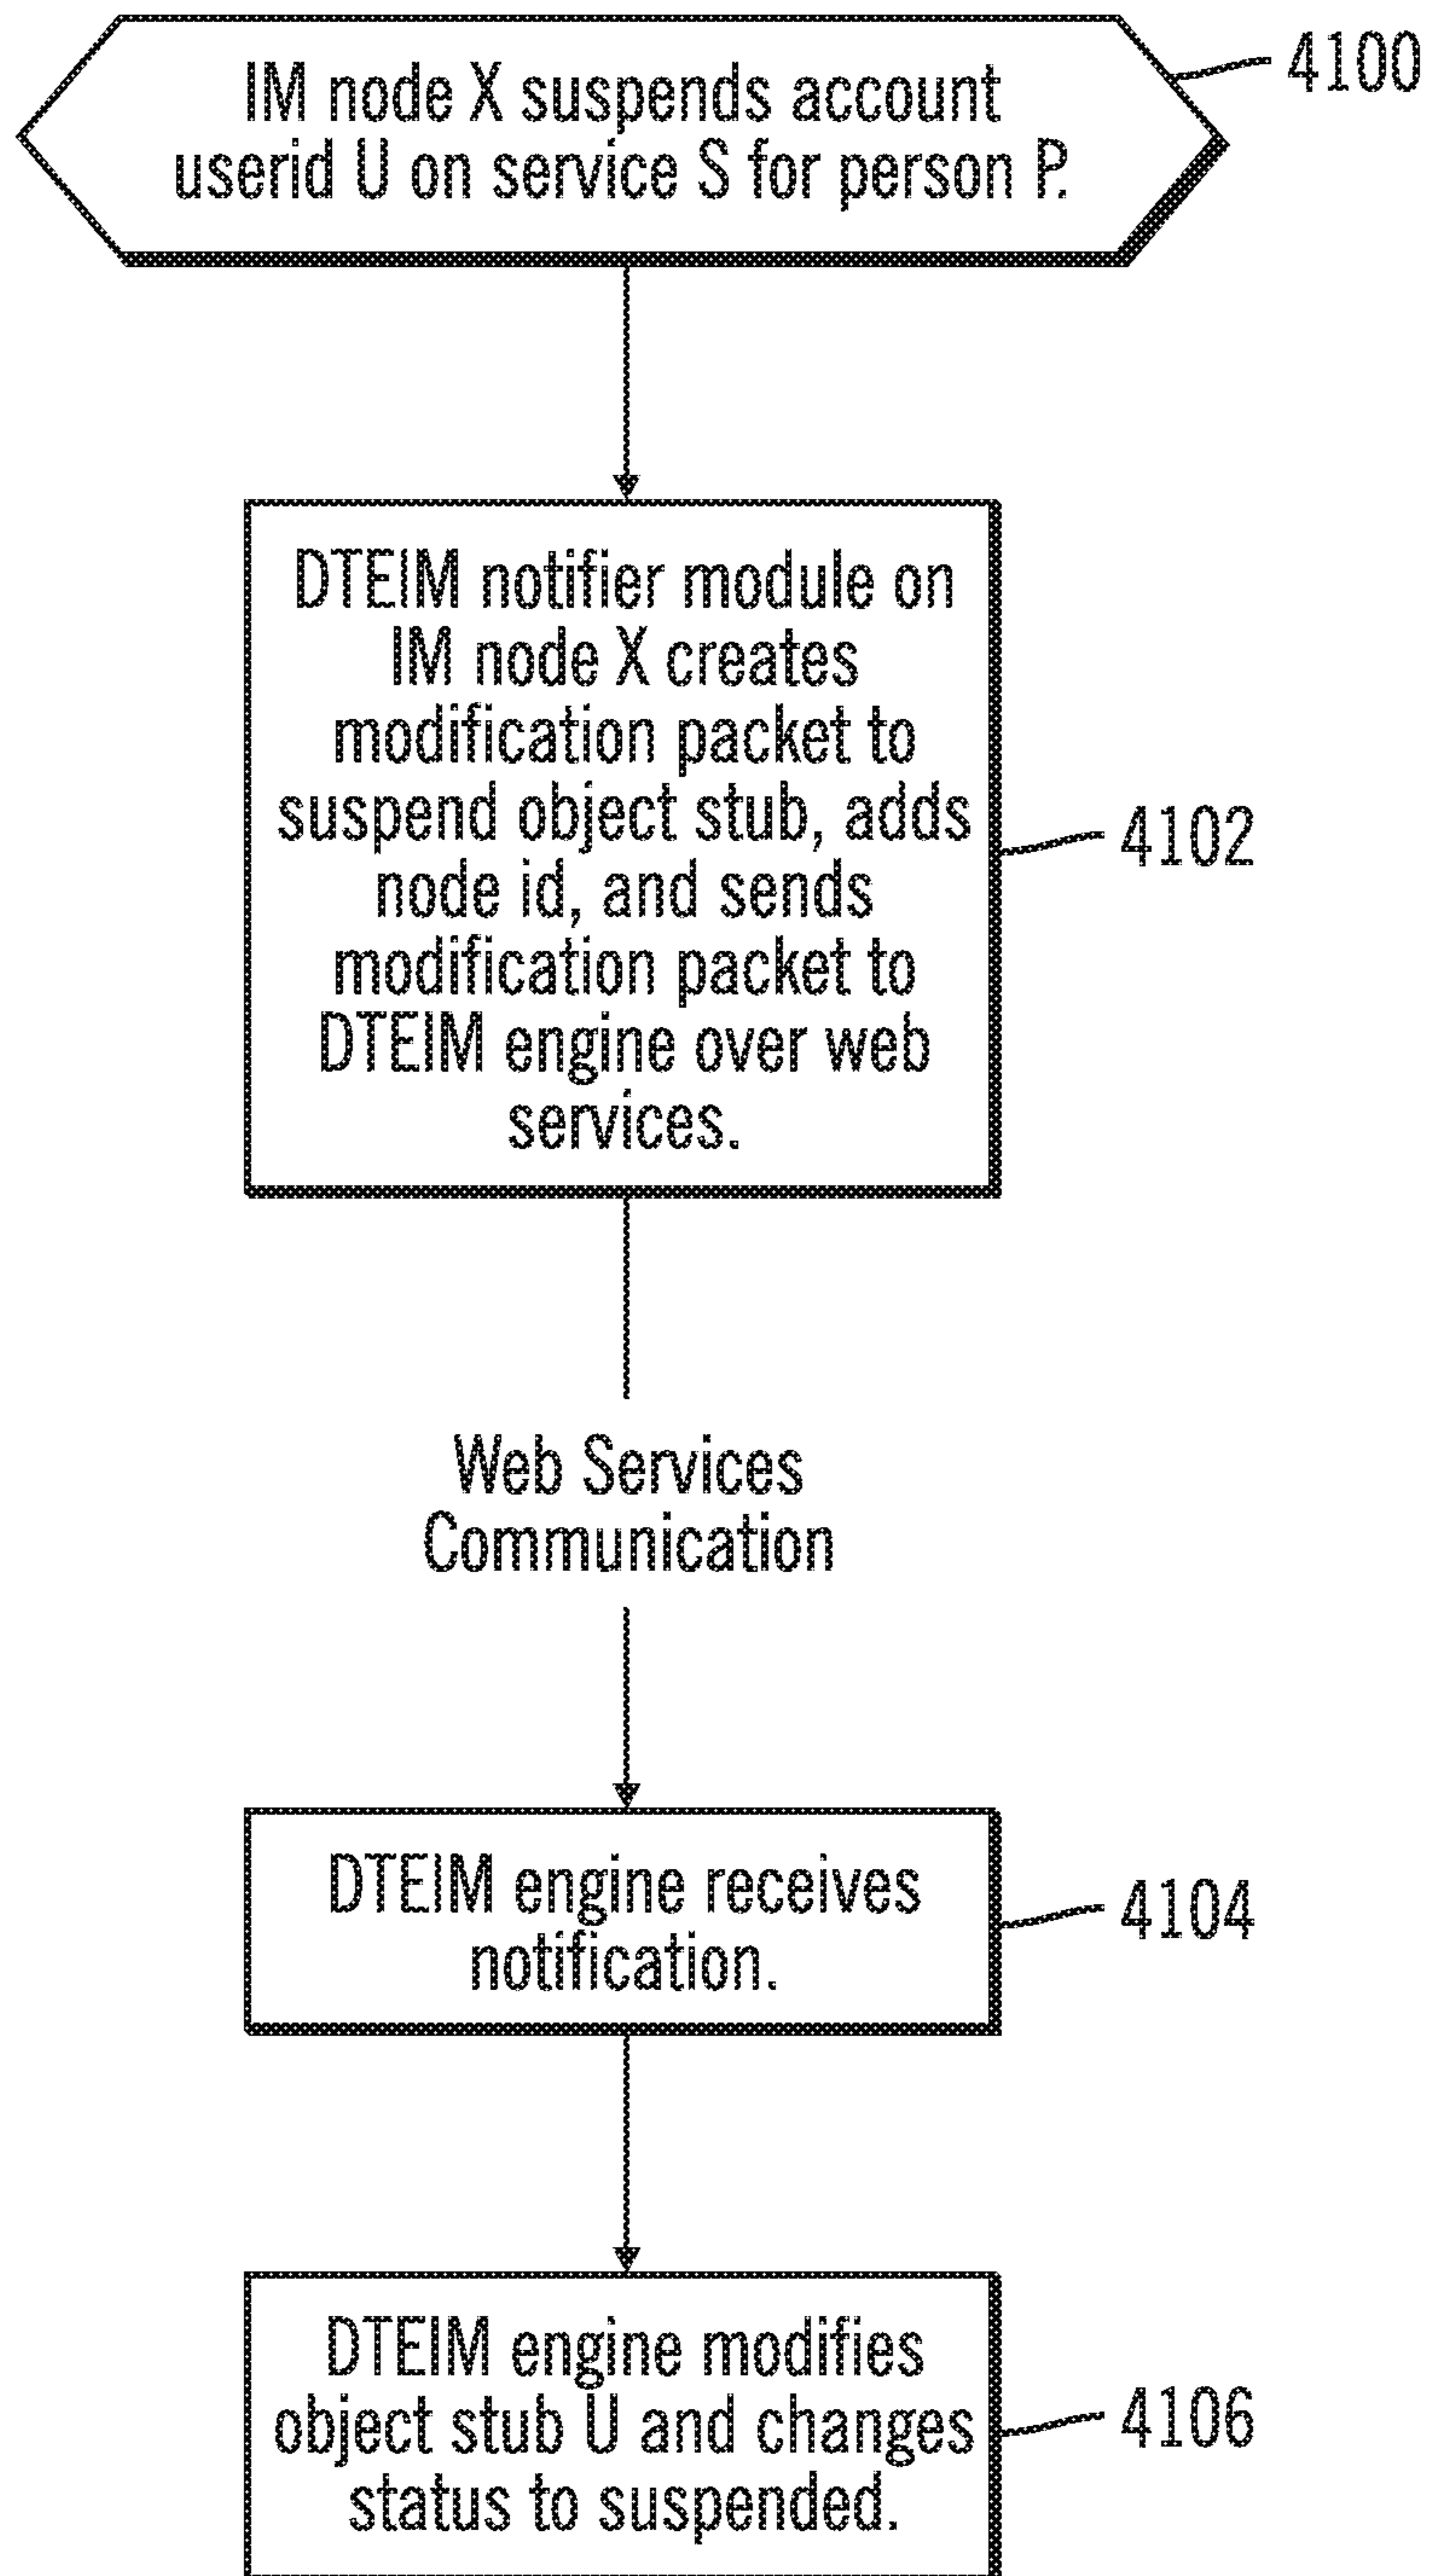 IM node X suspends account
userid U on service S for person P.
4100
DTEIM notifier module on
IM node X creates
modification packet to
suspend object stub, adds
node id, and sends
modification packet to
DTEIM engine over web
services.
4102
Web Services
Communication
DTEIM engine receives
notification.
4104
DTEIM engine modifies
object stub U and changes
status to suspended.
4106